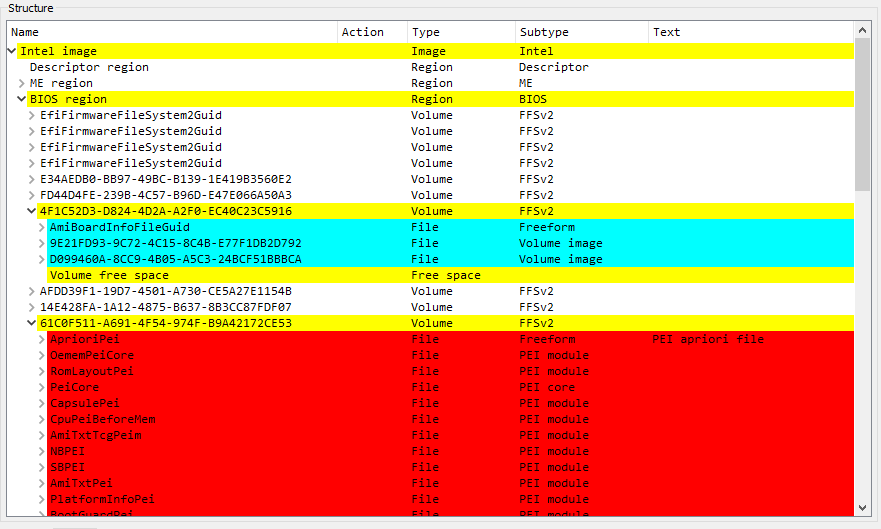 Structure
Name Action Type Subtype Text
Intel image Image Intel
Descriptor region Region Descriptor
ME region Region ME
BIOS region Region BIOS
EfiFirmwareFileSystem2Guid Volume FFSv2
EfiFirmwareFileSystem2Guid Volume FFSv2
EfiFirmwareFileSystem2Guid Volume FFSv2
EfiFirmwareFileSystem2Guid Volume FFSv2
E34AEDB0-BB97-49BC-B139-1E419B3560E2 Volume FFSv2
FD44D4FE-239B-4C57-B96D-E47E066A50A3 Volume FFSv2
4F1C52D3-D824-4D2A-A2F0-EC40C23C5916 Volume FFSv2
AmiBoardInfoFileGuid File Freeform
9E21FD93-9C72-4C15-8C4B-E77F1DB2D792 File Volume image
D099460A-8CC9-4B05-A5C3-24BCF51BBBCA File Volume image
Volume free space Free space
AFDD39F1-19D7-4501-A730-CE5A27E1154B Volume FFSv2
14E428FA-1A12-4875-B637-8B3CC87FDF07 Volume FFSv2
61C0F511-A691-4F54-974F-B9A42172CE53 Volume FFSv2
AprioriPei File Freeform PEI apriori file
OememPeiCore File PEI module
RomLayoutPei File PEI module
PeiCore File PEI core
CapsulePei File PEI module
CpuPeiBeforeMem File PEI module
AmiTxtTcgPeim File PEI module
NBPEI File PEI module
SBPEI File PEI module
AmiTxtPei File PEI module
PlatformInfoPei File PEI module
BootGuardPei File PEI module